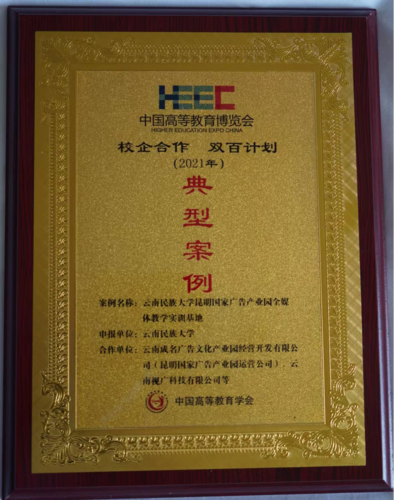 HEEC
中国高等教育博览会
HIGHER EDUCATION EXPO CHINA
校企合作 双百计划
(2021年)
典
型
案
例
案例名称：云南民族大学昆明国家广告产业园全媒
体教学实训基地
申报单位：云南民族大学
合作单位：云南成名广告文化产业园经营开发有限公
司（昆明国家广告产业园运营公司）、云
南视广科技有限公司等
中国高等教育学会